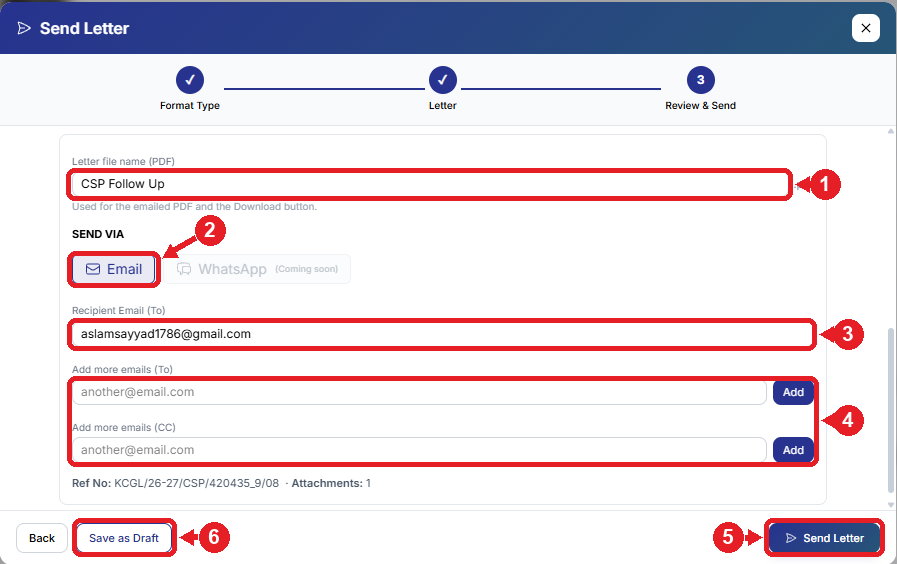 Send Letter
3
Format Type
Letter
Review & Send
Letter file name (PDF)
CSP Follow Up
1
Used for the emailed PDF and the Download button.
SEND VIA
2
Email
WhatsApp (Coming soon)
Recipient Email (To)
aslamsayyad1786@gmail.com
3
Add more emails (To)
another@email.com
Add
4
Add more emails (CC)
another@email.com
Add
Ref No: KCGL/26-27/CSP/420435_9/08 · Attachments: 1
Back
Save as Draft
6
5
Send Letter